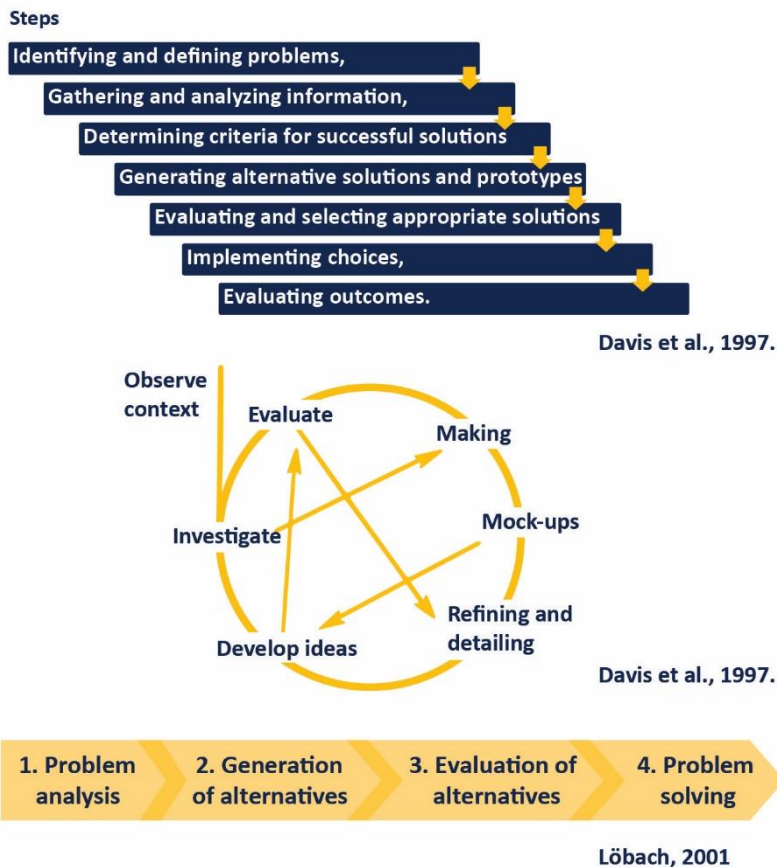 Steps
Identifying and defining problems,
Gathering and analyzing information,
Determining criteria for successful solutions
Generating alternative solutions and prototypes
Evaluating and selecting appropriate solutions
Implementing choices,
Evaluating outcomes.
Davis et al., 1997.
Observe
context
Evaluate
Making
Investigate
Mock-ups
Develop ideas
Refining and
detailing
Davis et al., 1997.
1. Problem
analysis
2. Generation
of alternatives
3. Evaluation of
alternatives
4. Problem
solving
Löbach, 2001